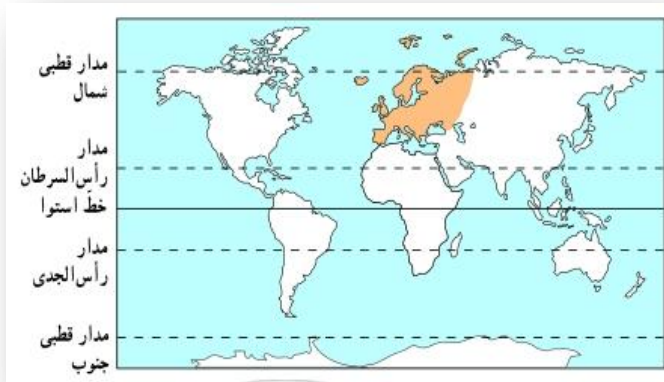 مدار قطبی
شمال
مدار
رأس‌السرطان
خطّ استوا
مدار
رأس‌الجدی
مدار قطبی
جنوب